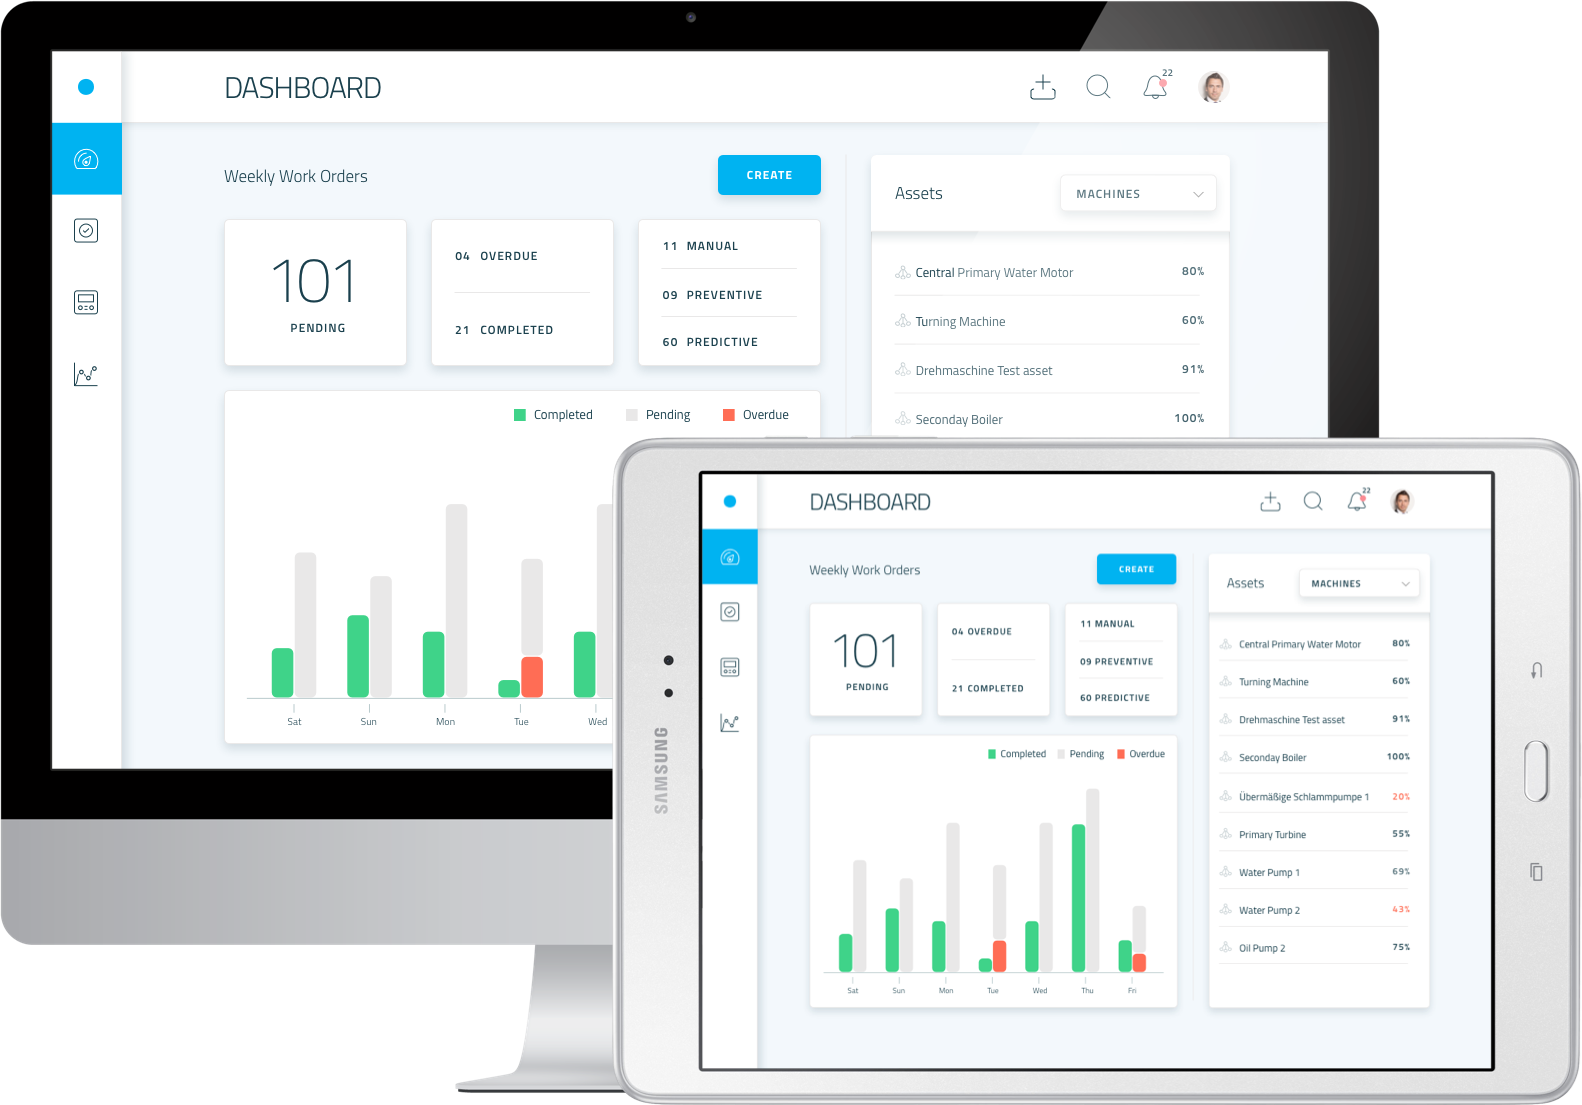 DASHBOARD
22
Weekly Work Orders
CREATE
101
PENDING
04 OVERDUE
21 COMPLETED
11 MANUAL
09 PREVENTIVE
60 PREDICTIVE
Completed Pending Overdue
Sat Sun Mon Tue Wed
Assets MACHINES
Central Primary Water Motor 80%
Turning Machine 60%
Drehmaschine Test asset 91%
Seconday Boiler 100%
SAMSUNG
DASHBOARD
22
Weekly Work Orders
CREATE
101
PENDING
04 OVERDUE
21 COMPLETED
11 MANUAL
09 PREVENTIVE
60 PREDICTIVE
Completed Pending Overdue
Sat Sun Mon Tue Wed Thu Fri
Assets MACHINES
Central Primary Water Motor 80%
Turning Machine 60%
Drehmaschine Test asset 91%
Seconday Boiler 100%
Übermäßige Schlammpumpe 1 20%
Primary Turbine 55%
Water Pump 1 69%
Water Pump 2 43%
Oil Pump 2 75%